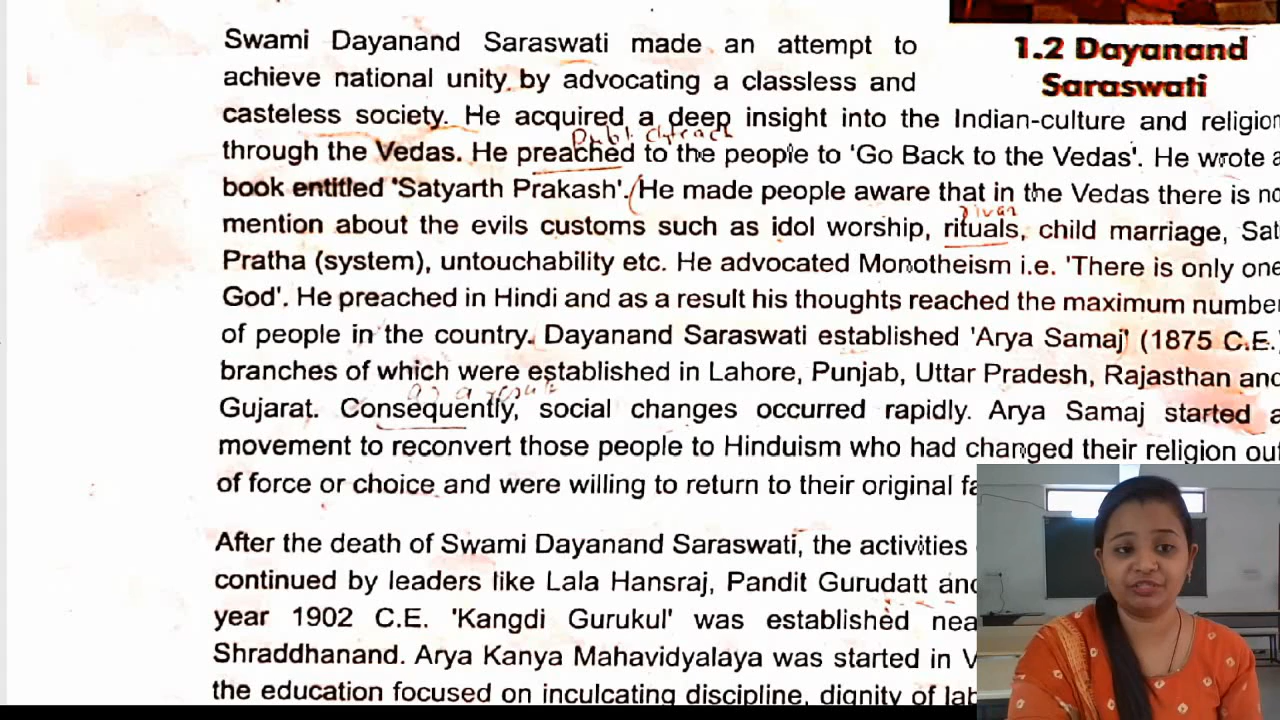 Swami Dayanand Saraswati made an attempt to
achieve national unity by advocating a classless and
casteless society. He acquired a deep insight into the Indian-culture and religion
through the Vedas. He preached to the people to 'Go Back to the Vedas'. He wrote a
book entitled 'Satyarth Prakash'. He made people aware that in the Vedas there is no
mention about the evils customs such as idol worship, rituals, child marriage, Sat
Pratha (system), untouchability etc. He advocated Monotheism i.e. 'There is only one
God'. He preached in Hindi and as a result his thoughts reached the maximum number
of people in the country. Dayanand Saraswati established 'Arya Samaj' (1875 C.E.)
branches of which were established in Lahore, Punjab, Uttar Pradesh, Rajasthan and
Gujarat. Consequently, social changes occurred rapidly. Arya Samaj started a
movement to reconvert those people to Hinduism who had changed their religion out
of force or choice and were willing to return to their original fa
After the death of Swami Dayanand Saraswati, the activities
continued by leaders like Lala Hansraj, Pandit Gurudatt and
year 1902 C.E. 'Kangdi Gurukul' was established nea
Shraddhanand. Arya Kanya Mahavidyalaya was started in V
the education focused on inculcating discipline, dignity of lab
1.2 Dayanand
Saraswati
as a result